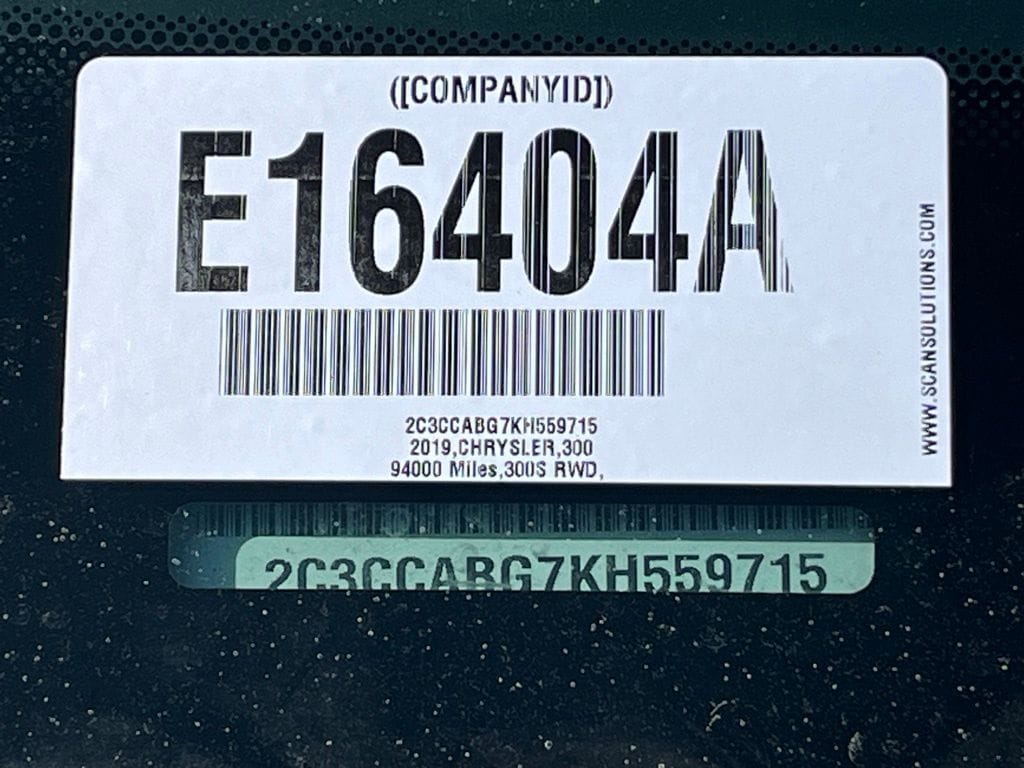 ([COMPANYID])
E16404A
2C3CCABG7KH559715
2019,CHRYSLER,300
94000 Miles,300S RWD,
WWW.SCANSOLUTIONS.COM
2C3CCABG7KH559715